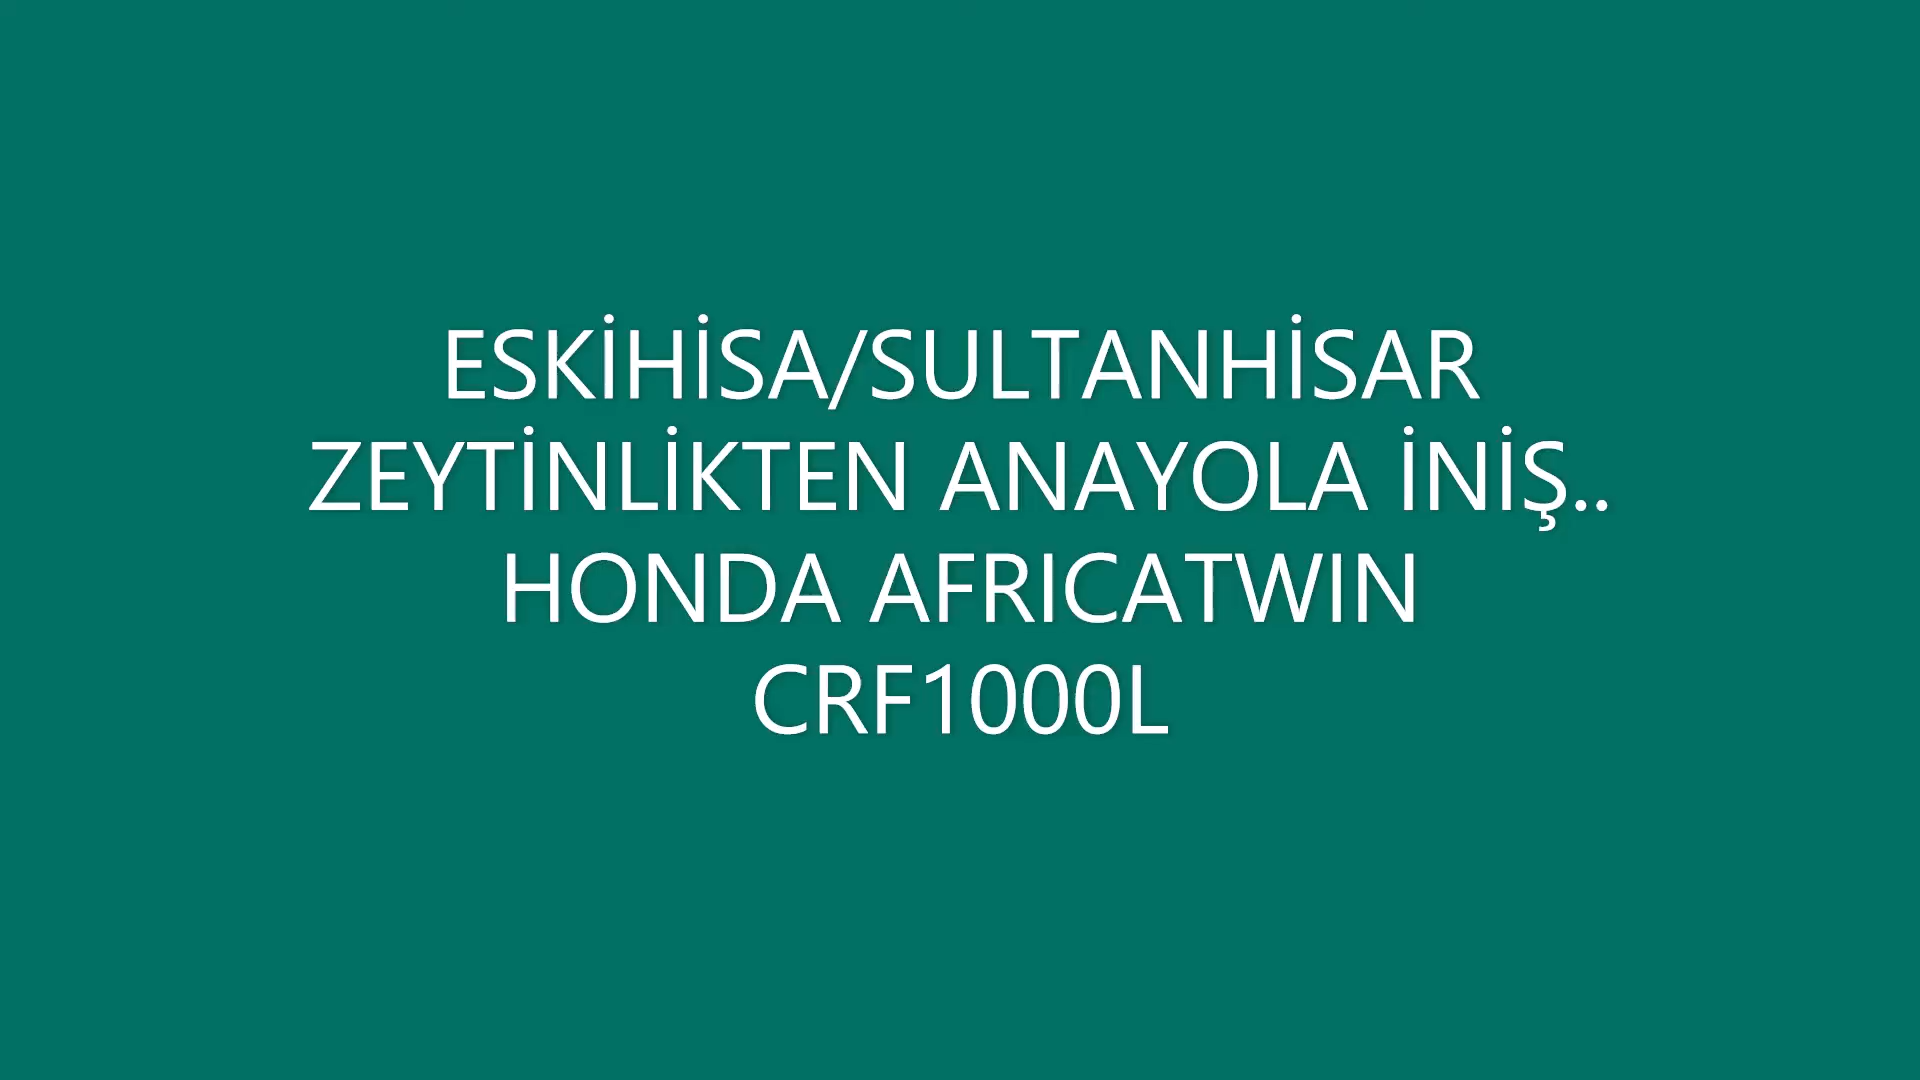 ESKİHİSA/SULTANHİSAR
ZEYTİNLİKTEN ANAYOLA İNİŞ..
HONDA AFRICATWIN
CRF1000L